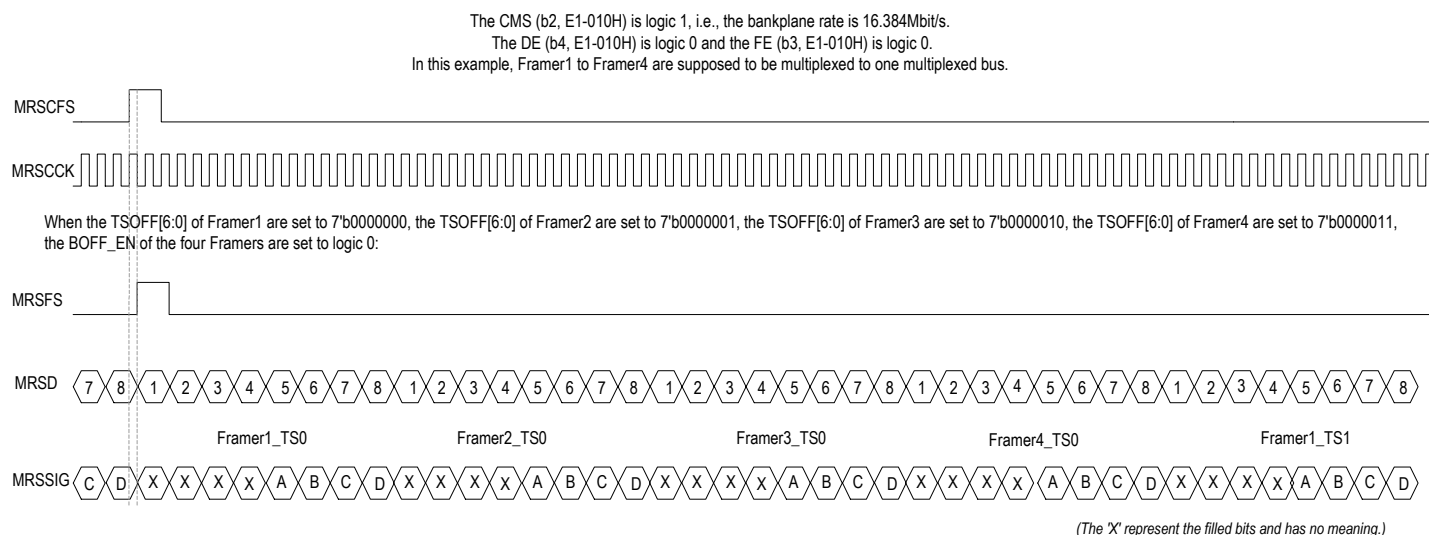 The CMS (b2, E1-010H) is logic 1, i.e., the bankplane rate is 16.384Mbit/s.
The DE (b4, E1-010H) is logic 0 and the FE (b3, E1-010H) is logic 0.
In this example, Framer1 to Framer4 are supposed to be multiplexed to one multiplexed bus.
MRSCFS
MRSCCK
When the TSOFF[6:0] of Framer1 are set to 7'b0000000, the TSOFF[6:0] of Framer2 are set to 7'b0000001, the TSOFF[6:0] of Framer3 are set to 7'b0000010, the TSOFF[6:0] of Framer4 are set to 7'b0000011,
the BOFF_EN of the four Framers are set to logic 0:
MRSFS
MRSD 7 8 1 2 3 4 5 6 7 8 1 2 3 4 5 6 7 8 1 2 3 4 5 6 7 8 1 2 3 4 5 6 7 8 1 2 3 4 5 6 7 8
Framer1_TS0 Framer2_TS0 Framer3_TS0 Framer4_TS0 Framer1_TS1
MRSSIG C D X X X X A B C D X X X X A B C D X X X X A B C D X X X X A B C D X X X X A B C D
(The 'X' represent the filled bits and has no meaning.)